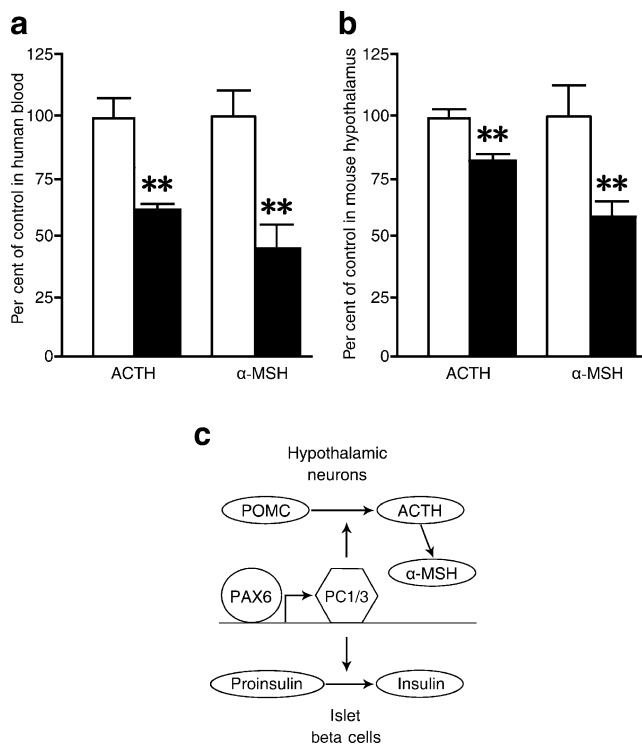 a
Per cent of control in human blood
125
100
75
50
25
0
**
**
ACTH
α-MSH
b
Per cent of control in mouse hypothalamus
125
100
75
50
25
0
**
**
ACTH
α-MSH
c
Hypothalamic
neurons
POMC
ACTH
α-MSH
PAX6
PC1/3
Proinsulin
Insulin
Islet
beta cells